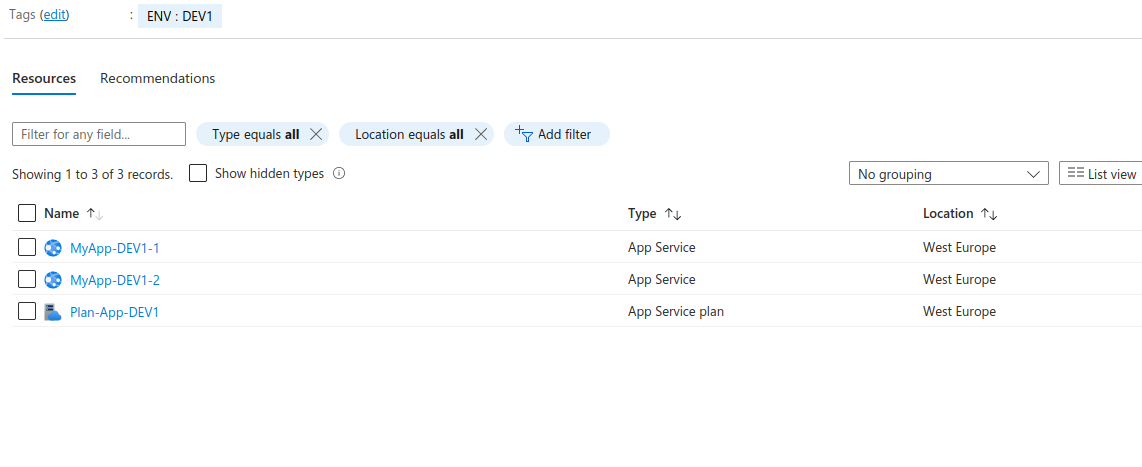 Tags (edit) : ENV : DEV1
Resources Recommendations
Filter for any field... Type equals all Location equals all Add filter
Showing 1 to 3 of 3 records. Show hidden types No grouping List view
Name Type Location
MyApp-DEV1-1 App Service West Europe
MyApp-DEV1-2 App Service West Europe
Plan-App-DEV1 App Service plan West Europe